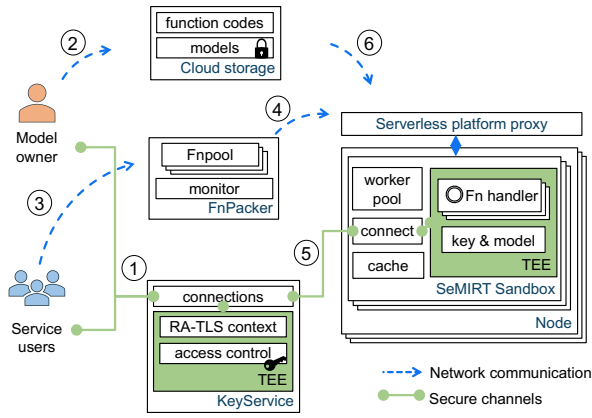 function codes
models
Cloud storage
2
6
Model
owner
4
Serverless platform proxy
Fnpool
monitor
FnPacker
3
worker
pool
Fn handler
connect
key & model
cache
TEE
SeMIRT Sandbox
Node
5
1
Service
users
connections
RA-TLS context
access control
TEE
KeyService
Network communication
Secure channels